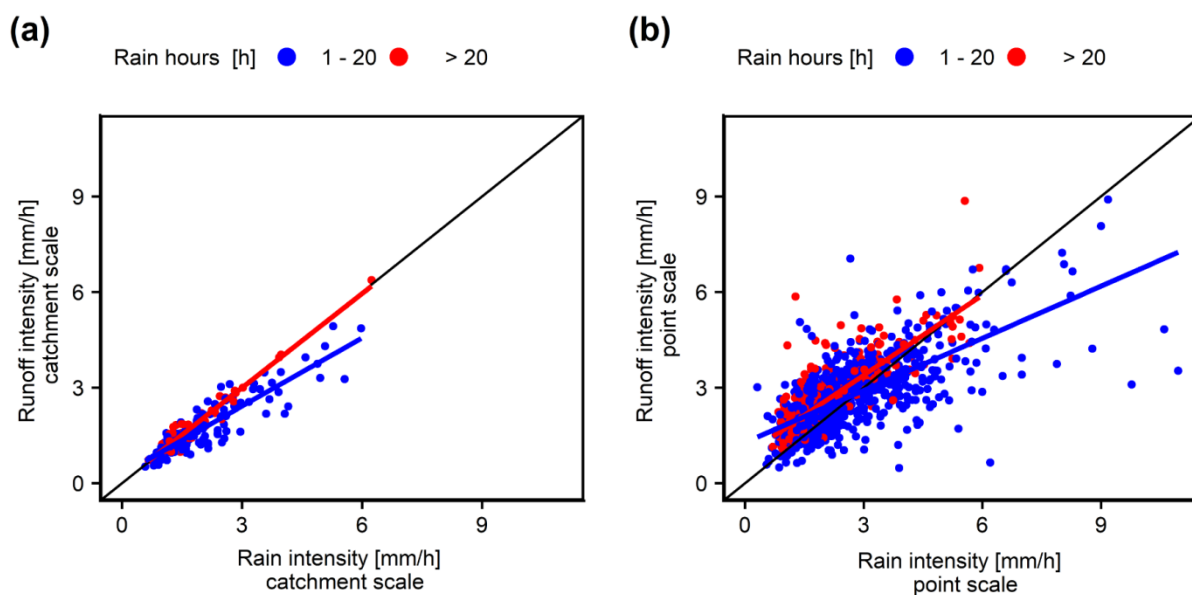 (a)
Rain hours [h] 1 - 20 > 20
Runoff intensity [mm/h]
catchment scale
9
6
3
0
0 3 6 9
Rain intensity [mm/h]
catchment scale
(b)
Rain hours [h] 1 - 20 > 20
Runoff intensity [mm/h]
point scale
9
6
3
0
0 3 6 9
Rain intensity [mm/h]
point scale